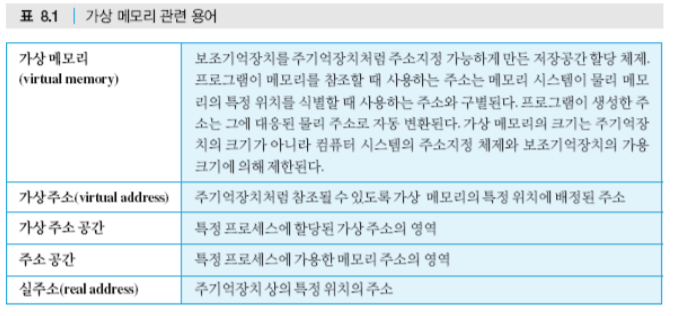 표 8.1 | 가상 메모리 관련 용어
가상 메모리
(virtual memory)
보조기억장치를 주기억장치처럼 주소지정 가능하게 만든 저장공간 할당 체제.
프로그램이 메모리를 참조할 때 사용하는 주소는 메모리 시스템이 물리 메모
리의 특정 위치를 식별할 때 사용하는 주소와 구별된다. 프로그램이 생성한 주
소는 그에 대응된 물리 주소로 자동 변환된다. 가상 메모리의 크기는 주기억장
치의 크기가 아니라 컴퓨터 시스템의 주소지정 체제와 보조기억장치의 가용
크기에 의해 제한된다.
가상주소(virtual address)
주기억장치처럼 참조될 수 있도록 가상 메모리의 특정 위치에 배정된 주소
가상 주소 공간
특정 프로세스에 할당된 가상 주소의 영역
주소 공간
특정 프로세스에 가용한 메모리 주소의 영역
실주소(real address)
주기억장치 상의 특정 위치의 주소